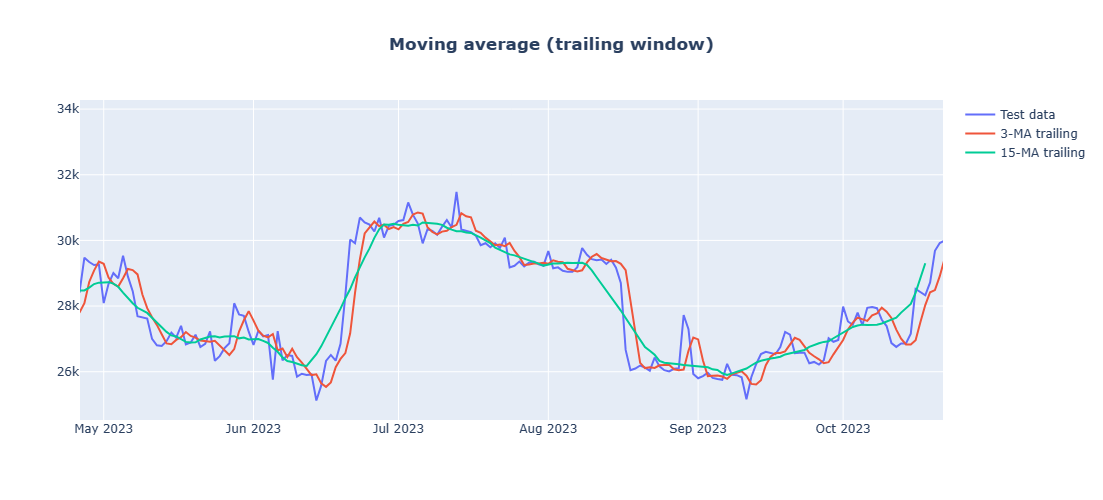 Moving average (trailing window)
34k
32k
30k
28k
26k
May 2023
Jun 2023
Jul 2023
Aug 2023
Sep 2023
Oct 2023
Test data
3-MA trailing
15-MA trailing